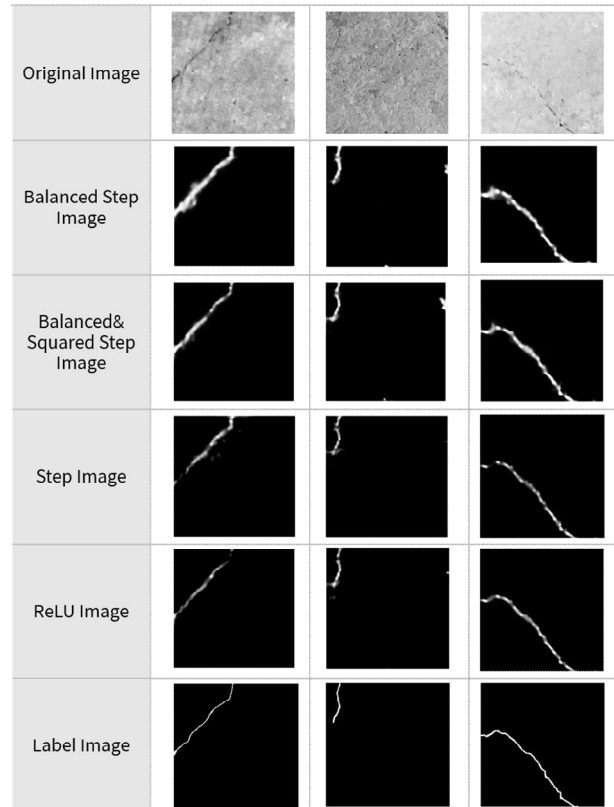 Original Image
Balanced Step
Image
Balanced&
Squared Step
Image
Step Image
ReLU Image
Label Image